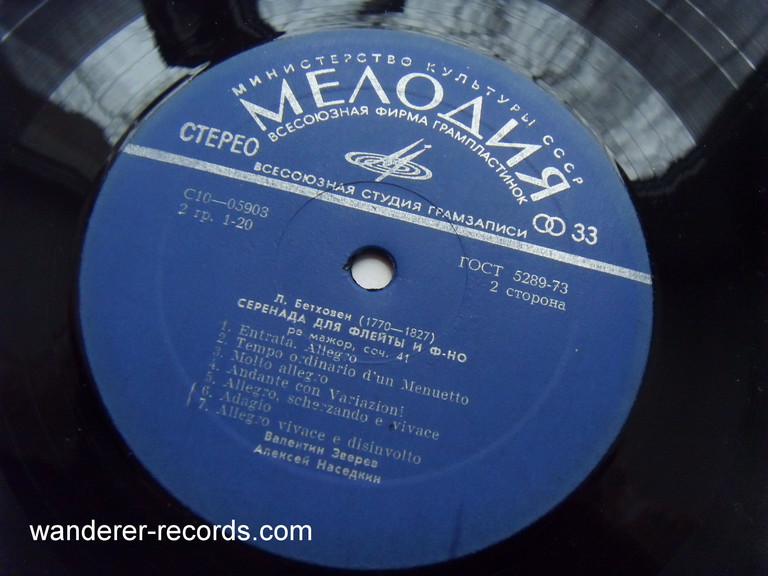 МИНИСТЕРСТВО КУЛЬТУРЫ СССР
МЕЛОДИЯ
ВСЕСОЮЗНАЯ ФИРМА ГРАМПЛАСТИНОК
СТЕРЕО
ВСЕСОЮЗНАЯ СТУДИЯ ГРАМЗАПИСИ
33
С10—05903
2 гр. 1-20
ГОСТ 5289-73
2 сторона
Л. Бетховен (1770—1827)
СЕРЕНАДА ДЛЯ ФЛЕЙТЫ И Ф-НО
ре мажор, соч. 41
1. Entrata. Allegro
2. Tempo ordinario d'un Menuetto
3. Molto allegro
4. Andante con Variazioni
5. Allegro, scherzando e vivace
6. Adagio
7. Allegro vivace e disinvolto
Валентин Зверев
Алексей Наседкин
wanderer-records.com